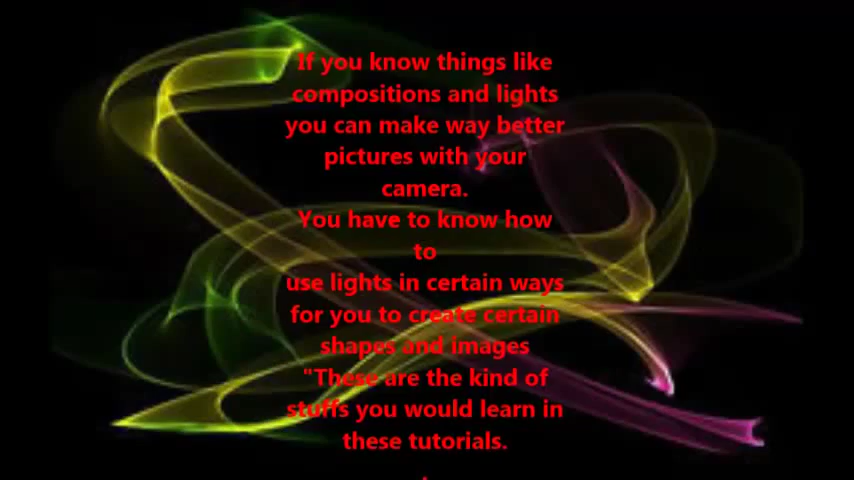 If you know things like
compositions and lights
you can make way better
pictures with your
camera.
You have to know how
to
use lights in certain ways
for you to create certain
shapes and images
"These are the kind of
stuffs you would learn in
these tutorials.